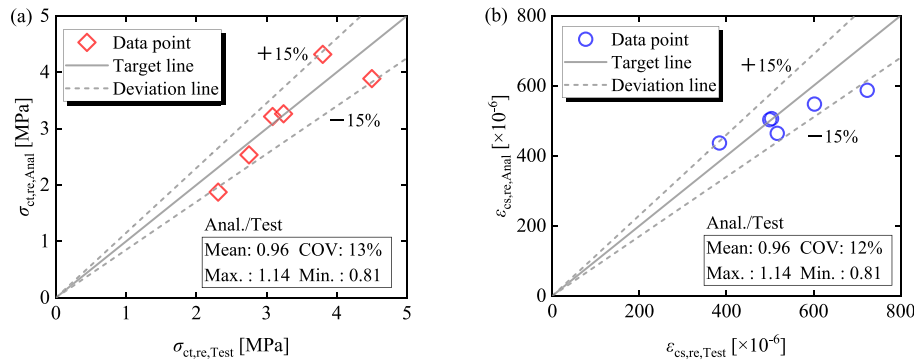 (a)
5
4
3
2
1
0
σct,re,Anal [MPa]
Data point
Target line
Deviation line
+15%
−15%
Anal./Test
Mean: 0.96 COV: 13%
Max. : 1.14 Min. : 0.81
0 1 2 3 4 5
σct,re,Test [MPa]
(b)
800
600
400
200
0
εcs,re,Anal [×10-6]
Data point
Target line
Deviation line
+15%
−15%
Anal./Test
Mean: 0.96 COV: 12%
Max. : 1.14 Min. : 0.81
0 200 400 600 800
εcs,re,Test [×10-6]